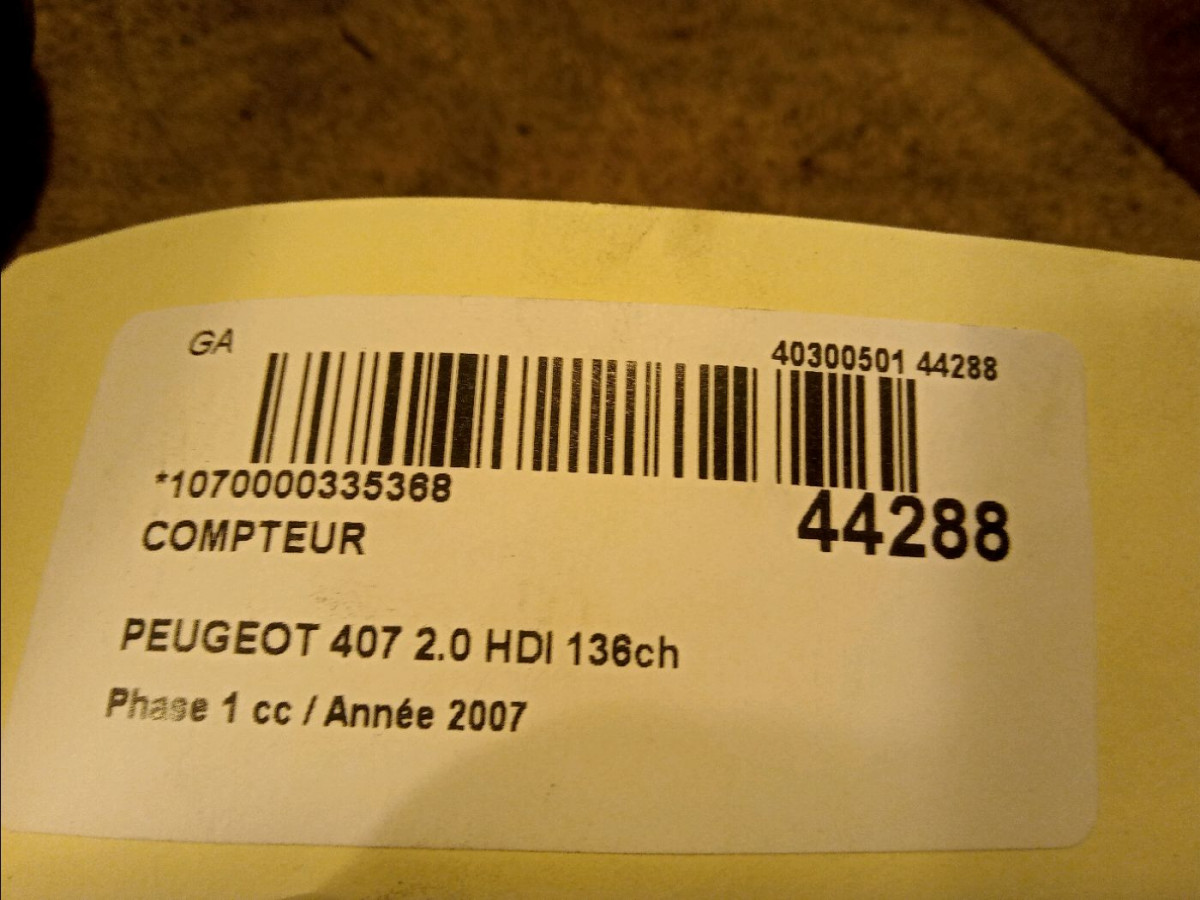 GA
40300501 44288
*1070000335368
44288
COMPTEUR
PEUGEOT 407 2.0 HDI 136ch
Phase 1 cc / Année 2007